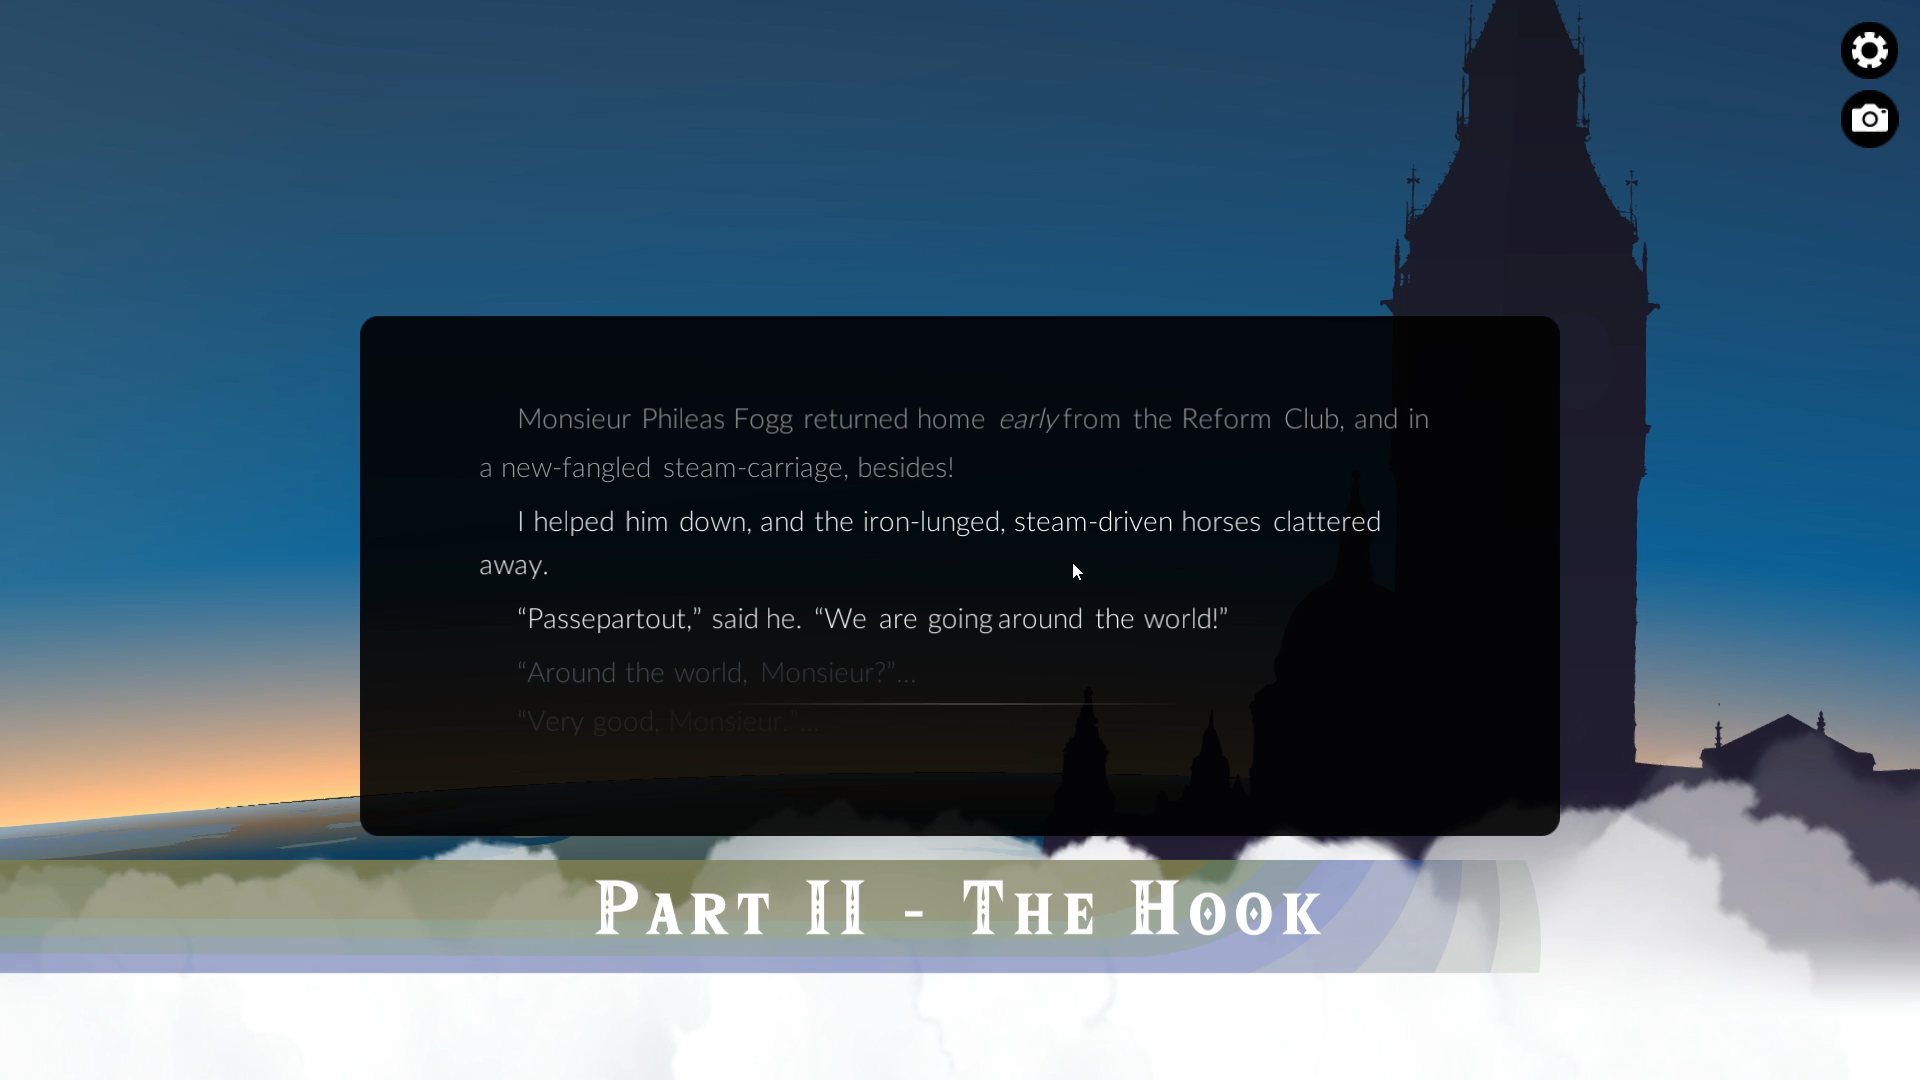 Monsieur Phileas Fogg returned home early from the Reform Club, and in
a new-fangled steam-carriage, besides!
I helped him down, and the iron-lunged, steam-driven horses clattered
away.
“Passepartout,” said he. “We are going around the world!”
“Around the world, Monsieur?”...
“Very good, Monsieur.”...
Part II - The Hook